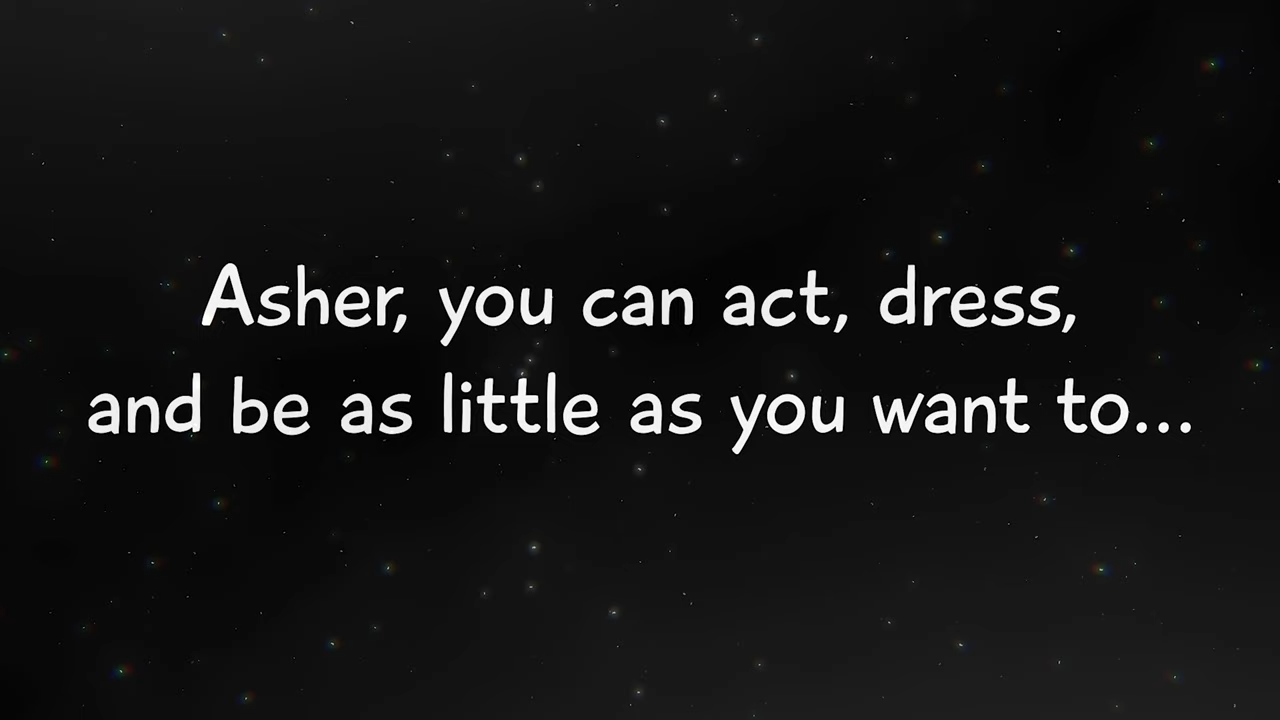 Asher, you can act, dress,
and be as little as you want to...